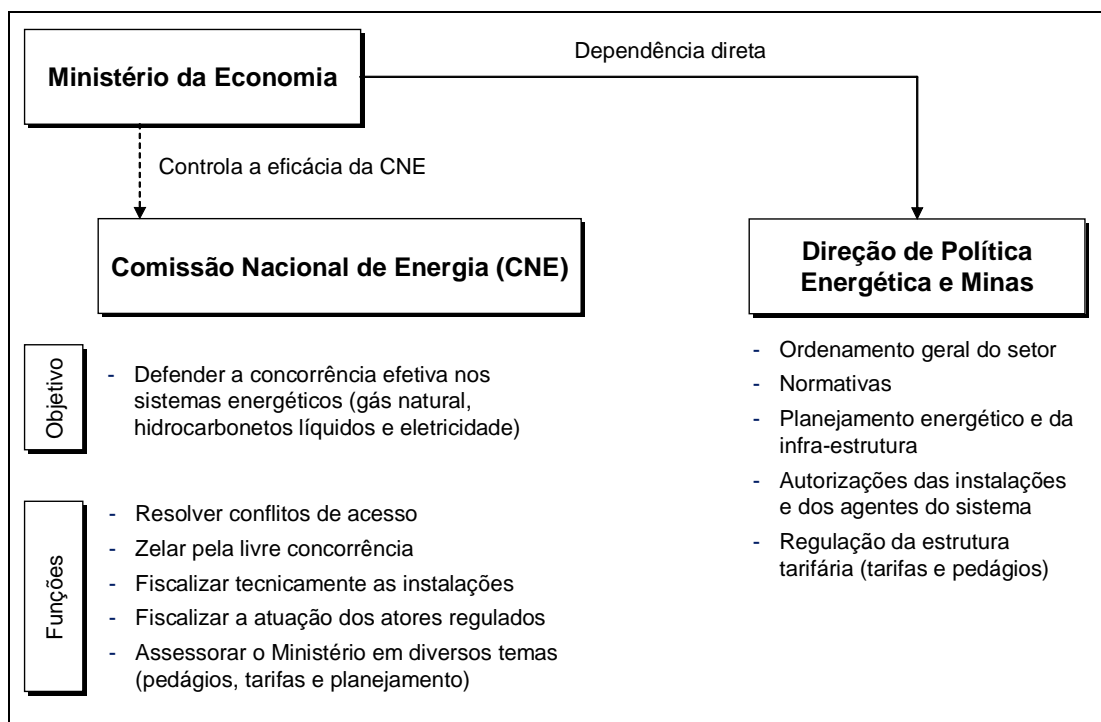 Dependência direta
Ministério da Economia
Controla a eficácia da CNE
Comissão Nacional de Energia (CNE)
Objetivo
- Defender a concorrência efetiva nos
sistemas energéticos (gás natural,
hidrocarbonetos líquidos e eletricidade)
Funções
- Resolver conflitos de acesso
- Zelar pela livre concorrência
- Fiscalizar tecnicamente as instalações
- Fiscalizar a atuação dos atores regulados
- Assessorar o Ministério em diversos temas
(pedágios, tarifas e planejamento)
Direção de Política
Energética e Minas
- Ordenamento geral do setor
- Normativas
- Planejamento energético e da
infra-estrutura
- Autorizações das instalações
e dos agentes do sistema
- Regulação da estrutura
tarifária (tarifas e pedágios)